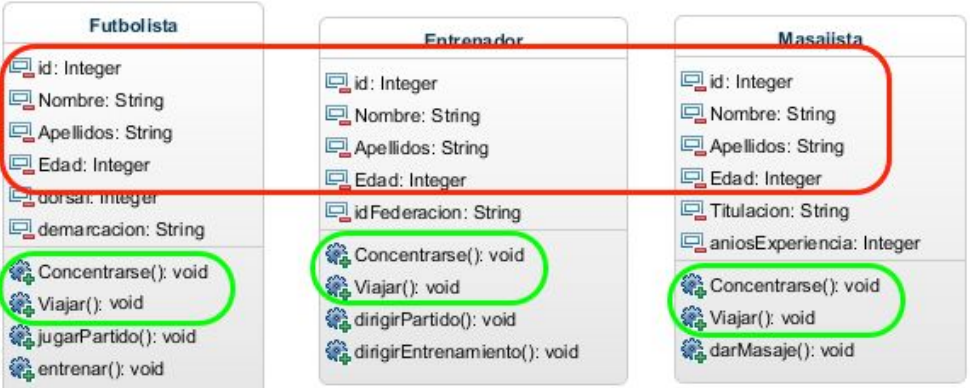 Futbolista
id: Integer
Nombre: String
Apellidos: String
Edad: Integer
dorsal: Integer
demarcacion: String
Concentrarse(): void
Viajar(): void
jugarPartido(): void
entrenar(): void
Entrenador
id: Integer
Nombre: String
Apellidos: String
Edad: Integer
idFederacion: String
Concentrarse(): void
Viajar(): void
dirigirPartido(): void
dirigirEntrenamiento(): void
Masajista
id: Integer
Nombre: String
Apellidos: String
Edad: Integer
Titulacion: String
aniosExperiencia: Integer
Concentrarse(): void
Viajar(): void
darMasaje(): void